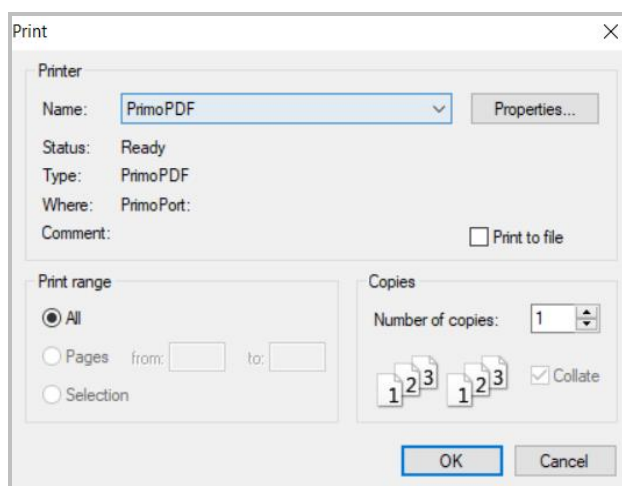 Print
Printer
Name: PrimoPDF Properties...
Status: Ready
Type: PrimoPDF
Where: PrimoPort:
Comment: Print to file
Print range
All
Pages from: to:
Selection
Copies
Number of copies: 1
1 2 3 1 2 3 Collate
OK Cancel